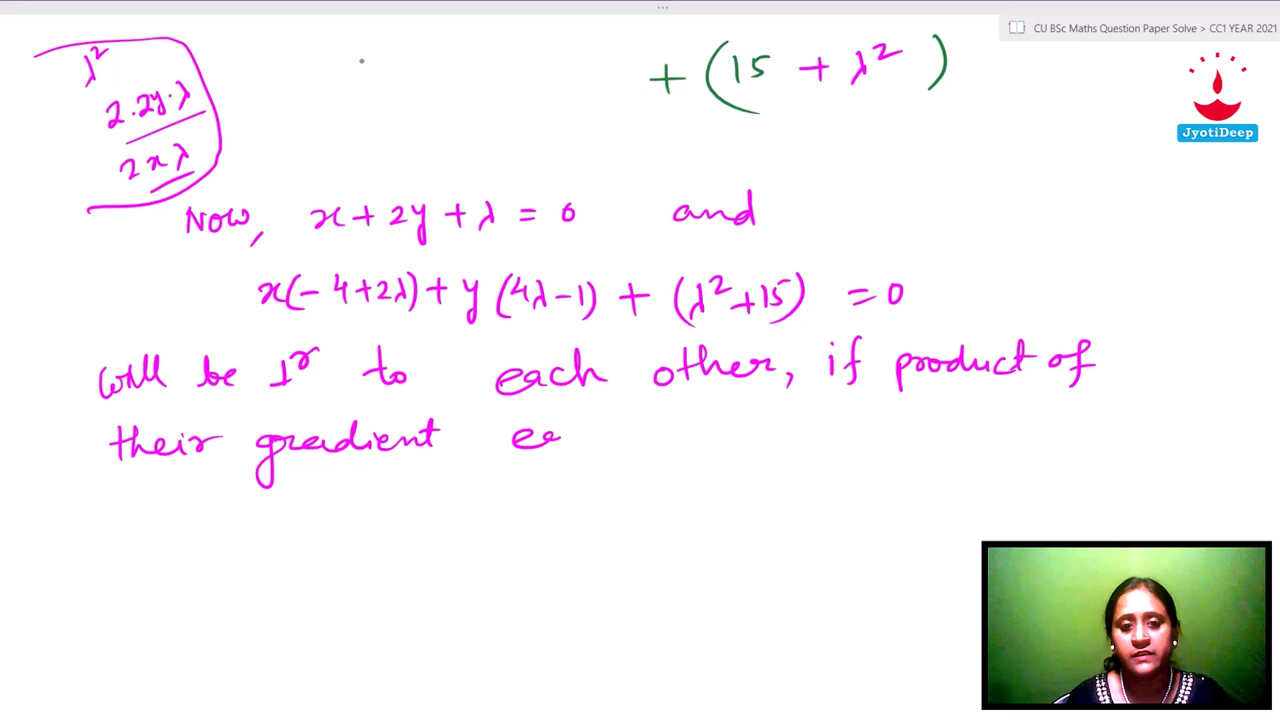 CU BSc Maths Question Paper Solve > CC1 YEAR 2021
JyotiDeep
+ (15 + λ²)
λ²
2·2y·λ
2xλ
Now, x + 2y + λ = 0 and
x(-4+2λ) + y(4λ-1) + (λ²+15) = 0
will be ⊥r to each other, if product of
their gradient